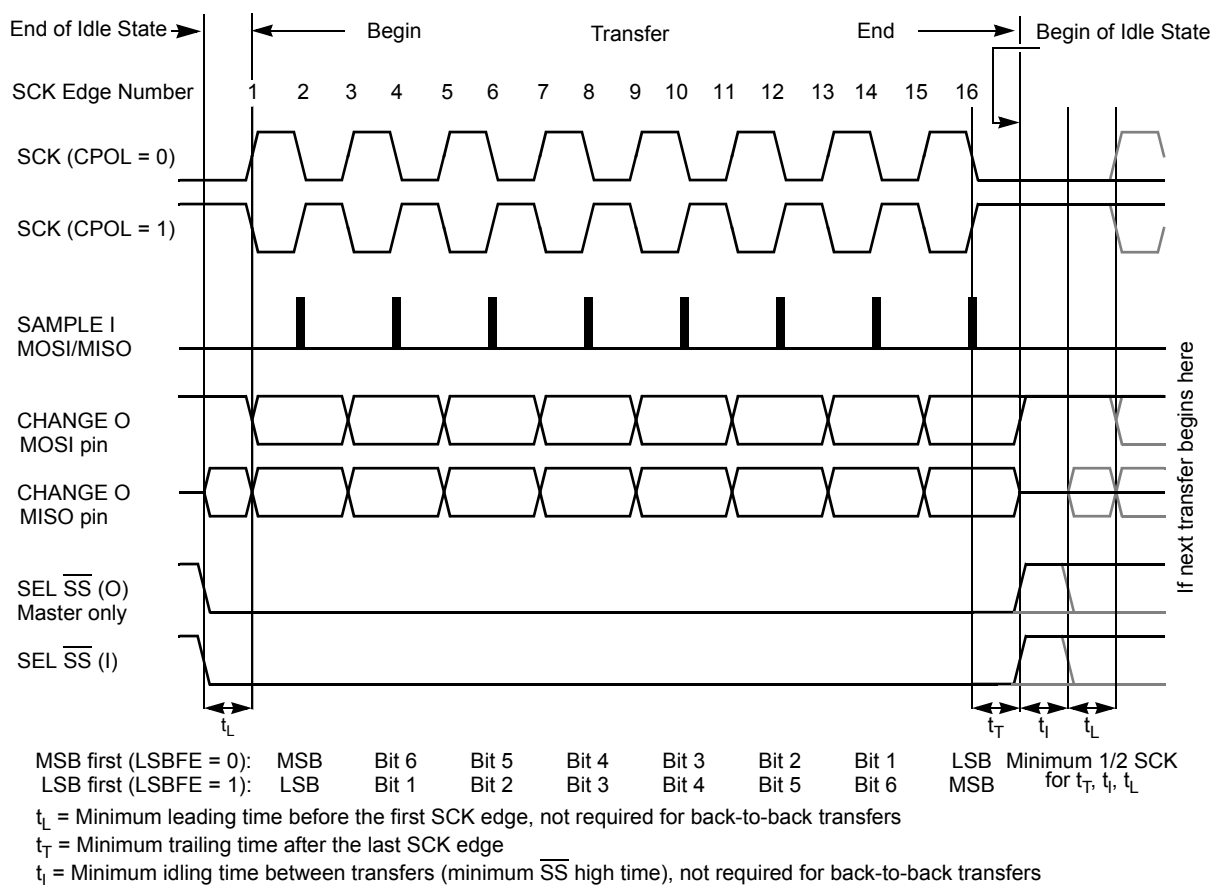 End of Idle State
Begin
Transfer
End
Begin of Idle State
SCK Edge Number
1 2 3 4 5 6 7 8 9 10 11 12 13 14 15 16
SCK (CPOL = 0)
SCK (CPOL = 1)
SAMPLE I
MOSI/MISO
CHANGE O
MOSI pin
CHANGE O
MISO pin
SEL SS (O)
Master only
SEL SS (I)
If next transfer begins here
tL
tT
tI
tL
MSB first (LSBFE = 0): MSB Bit 6 Bit 5 Bit 4 Bit 3 Bit 2 Bit 1 LSB
LSB first (LSBFE = 1): LSB Bit 1 Bit 2 Bit 3 Bit 4 Bit 5 Bit 6 MSB
Minimum 1/2 SCK
for tT, tI, tL
tL = Minimum leading time before the first SCK edge, not required for back-to-back transfers
tT = Minimum trailing time after the last SCK edge
tI = Minimum idling time between transfers (minimum SS high time), not required for back-to-back transfers